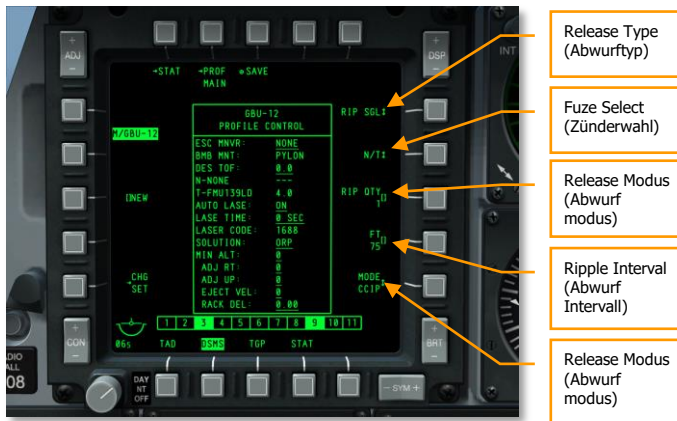 +
ADJ
-
+
DSP
-
INT
→STAT
→PROF
MAIN
SAVE
RIP SGL↕
M/GBU-12
N/T↕
[]NEW
RIP QTY
1[]
FT
75[]
→CHG
SET
MODE↕
CCIP
GBU-12
PROFILE CONTROL
ESC MNVR: NONE
BMB MNT: PYLON
DES TOF: 0.0
N-NONE ---
T-FMU139LD 4.0
AUTO LASE: ON
LASE TIME: 0 SEC
LASER CODE: 1688
SOLUTION: ORP
MIN ALT: 0
ADJ RT: 0
ADJ UP: 0
EJECT VEL: 0
RACK DEL: 0.00
1 2 3 4 5 6 7 8 9 10 11
06s TAD DSMS TGP STAT
+
CON
-
+
BRT
-
ADIO
ALL
08
DAY
NT
OFF
- SYM +
Release Type
(Abwurftyp)
Fuze Select
(Zünderwahl)
Release Modus
(Abwurf
modus)
Ripple Interval
(Abwurf
Intervall)
Release Modus
(Abwurf
modus)